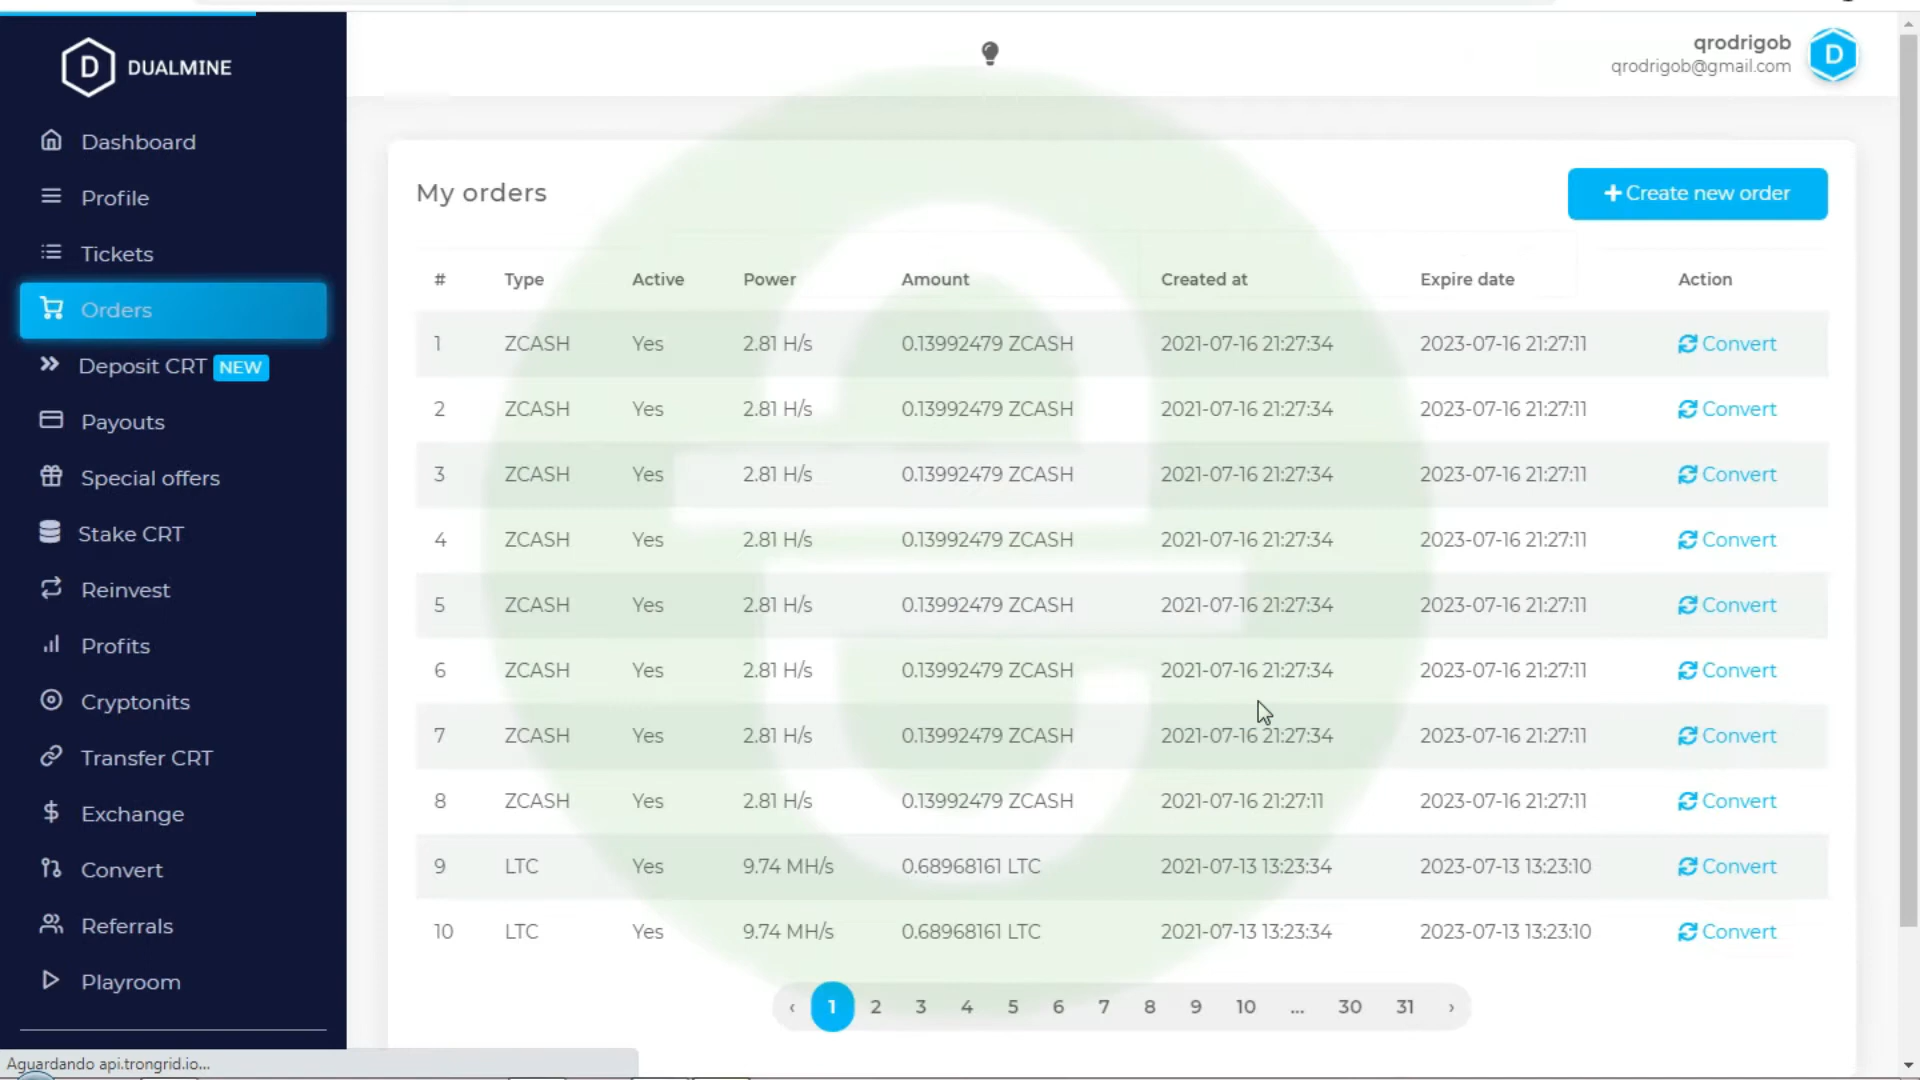 D DUALMINE
Dashboard
Profile
Tickets
Orders
Deposit CRT NEW
Payouts
Special offers
Stake CRT
Reinvest
Profits
Cryptonits
Transfer CRT
Exchange
Convert
Referrals
Playroom
qrodrigob
qrodrigob@gmail.com
D
My orders
+ Create new order
# Type Active Power Amount Created at Expire date Action
1 ZCASH Yes 2.81 H/s 0.13992479 ZCASH 2021-07-16 21:27:34 2023-07-16 21:27:11 Convert
2 ZCASH Yes 2.81 H/s 0.13992479 ZCASH 2021-07-16 21:27:34 2023-07-16 21:27:11 Convert
3 ZCASH Yes 2.81 H/s 0.13992479 ZCASH 2021-07-16 21:27:34 2023-07-16 21:27:11 Convert
4 ZCASH Yes 2.81 H/s 0.13992479 ZCASH 2021-07-16 21:27:34 2023-07-16 21:27:11 Convert
5 ZCASH Yes 2.81 H/s 0.13992479 ZCASH 2021-07-16 21:27:34 2023-07-16 21:27:11 Convert
6 ZCASH Yes 2.81 H/s 0.13992479 ZCASH 2021-07-16 21:27:34 2023-07-16 21:27:11 Convert
7 ZCASH Yes 2.81 H/s 0.13992479 ZCASH 2021-07-16 21:27:34 2023-07-16 21:27:11 Convert
8 ZCASH Yes 2.81 H/s 0.13992479 ZCASH 2021-07-16 21:27:11 2023-07-16 21:27:11 Convert
9 LTC Yes 9.74 MH/s 0.68968161 LTC 2021-07-13 13:23:34 2023-07-13 13:23:10 Convert
10 LTC Yes 9.74 MH/s 0.68968161 LTC 2021-07-13 13:23:34 2023-07-13 13:23:10 Convert
‹ 1 2 3 4 5 6 7 8 9 10 ... 30 31 ›
Aguardando api.trongrid.io...